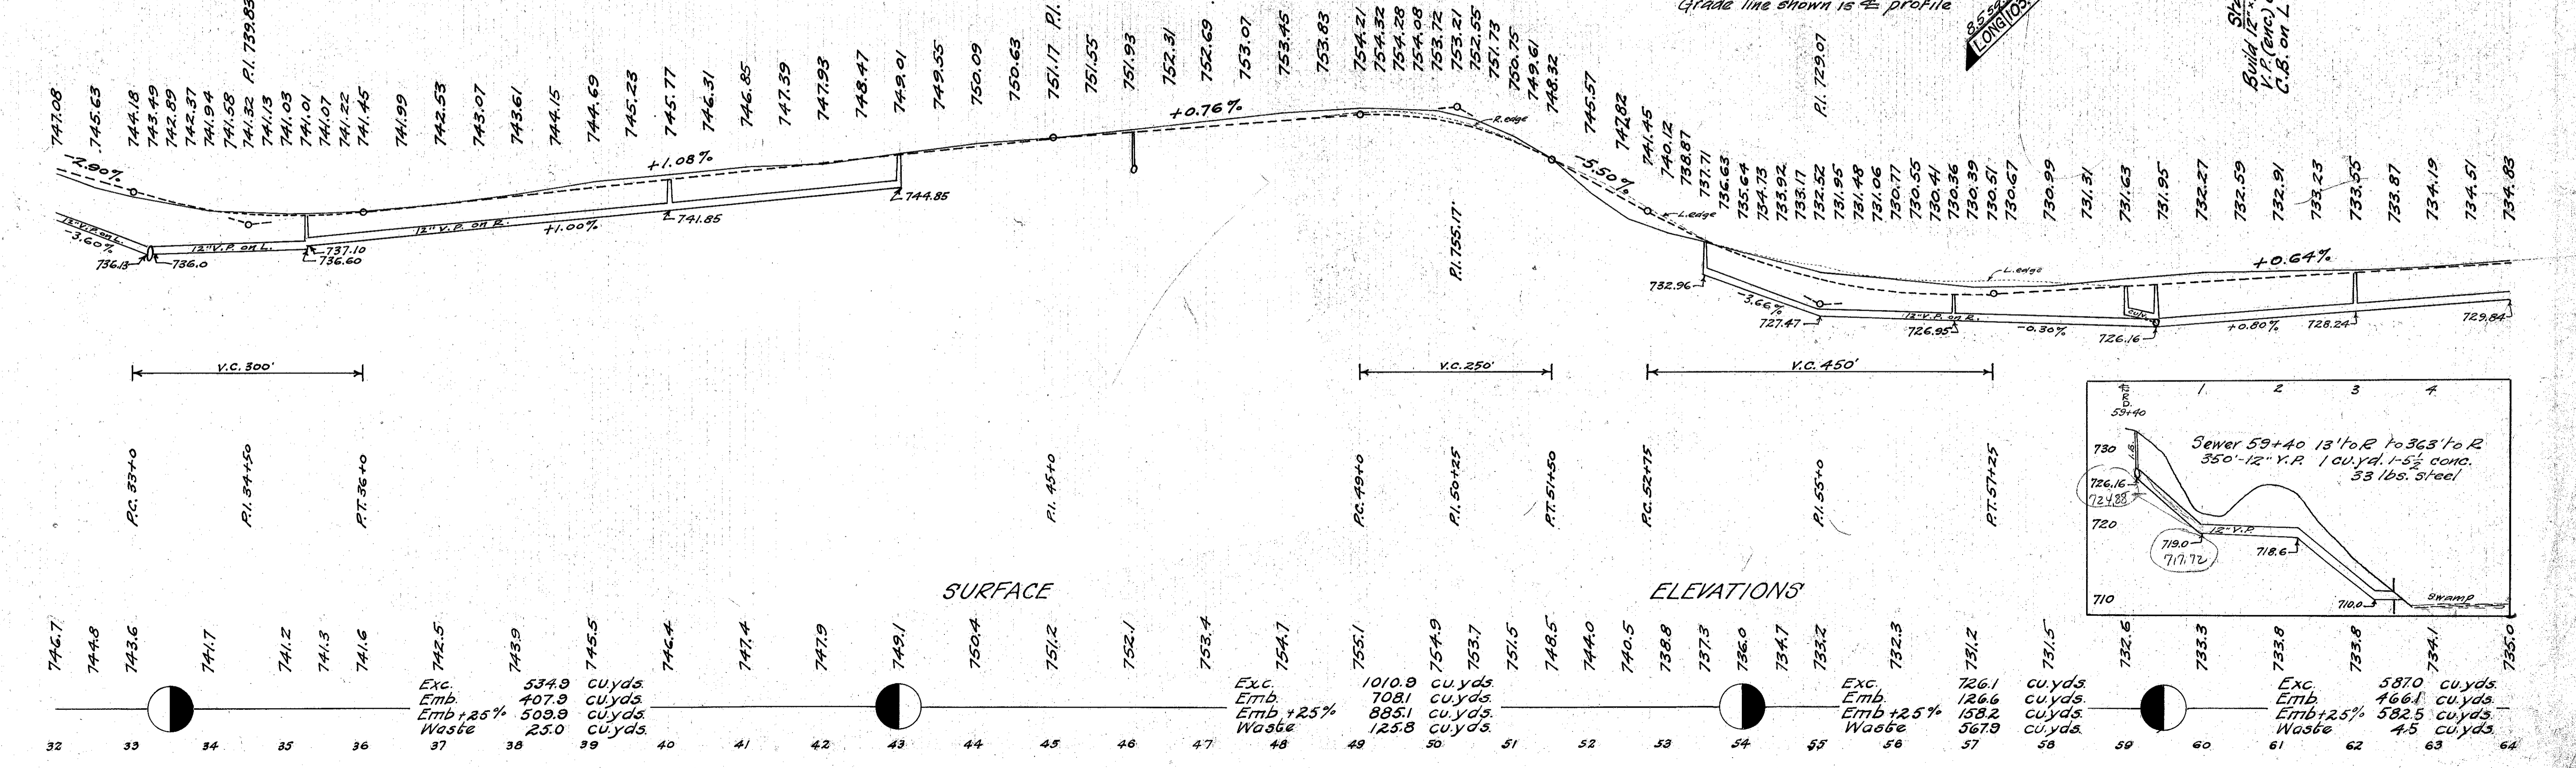 Grade line shown is ℄ profile
8.5'
LONG 103.
Sta
Build 12"
V.P. (enc.)
C.B. on L
747.08
745.63
744.18
743.49
742.89
742.37
741.94
741.58
741.32 P.I. 739.83
741.13
741.03
741.01
741.07
741.22
741.45
741.99
742.53
743.07
743.61
744.15
744.69
745.23
745.77
746.31
746.85
747.39
747.93
748.47
749.01
749.55
750.09
750.63
751.17 P.I.
751.55
751.93
752.31
752.69
753.07
753.45
753.83
754.21
754.32
754.28
754.08
753.72
753.21
752.55
751.73
750.75
749.61
748.32
745.57
741.45
740.12
738.87
737.71
736.63
735.64
734.73
733.92
733.17
732.52 P.I. 729.07
731.95
731.48
731.06
730.77
730.55
730.41
730.36
730.39
730.51
730.67
730.99
731.31
731.63
731.95
732.27
732.59
732.91
733.23
733.55
733.87
734.19
734.51
734.83
-2.90%
+1.08%
+0.76%
R. edge
-5.50%
L. edge
L. edge
+0.64%
12" V.P. on L.
-3.60%
736.13
736.0
12" V.P. on L.
737.10
736.60
12" V.P. on R.
+1.00%
741.85
744.85
P.I. 755.17
732.96
-3.66%
727.47
12" V.P. on R.
726.95
-0.30%
726.16
+0.80%
728.24
729.84
V.C. 300'
V.C. 250'
V.C. 450'
P.C. 33+0
P.I. 34+50
P.T. 36+0
P.I. 45+0
P.C. 49+0
P.I. 50+25
P.T. 51+50
P.C. 52+75
P.I. 55+0
P.T. 57+25
℄
R
D.
59+40
1 2 3 4
730
720
710
Sewer 59+40 13' to R to 363' to R
350'-12" V.P. 1 cu.yd. 1-5½ conc.
33 lbs. steel
726.16
724.88
12" V.P.
719.0
717.72
718.6
710.0
Swamp
SURFACE ELEVATIONS
746.7 744.8 743.6 741.7 741.2 741.3 741.6 742.5 743.9 745.5 746.4 747.4 747.9 749.1 750.4 751.2 752.1 753.4 754.7 755.1 754.9 753.7 751.5 748.5 744.0 740.5 738.8 737.3 736.0 734.7 733.2 732.3 731.2 731.5 732.6 733.3 733.8 733.8 734.1 735.0
Exc. 534.9 cu.yds.
Emb. 407.9 cu.yds.
Emb+25% 509.9 cu.yds.
Waste 25.0 cu.yds.
Exc. 1010.9 cu.yds.
Emb. 708.1 cu.yds.
Emb+25% 885.1 cu.yds.
Waste 125.8 cu.yds.
Exc. 726.1 cu.yds.
Emb. 126.6 cu.yds.
Emb+25% 158.2 cu.yds.
Waste 567.9 cu.yds.
Exc. 587.0 cu.yds.
Emb. 466.1 cu.yds.
Emb+25% 582.5 cu.yds.
Waste 4.5 cu.yds.
32 33 34 35 36 37 38 39 40 41 42 43 44 45 46 47 48 49 50 51 52 53 54 55 56 57 58 59 60 61 62 63 64